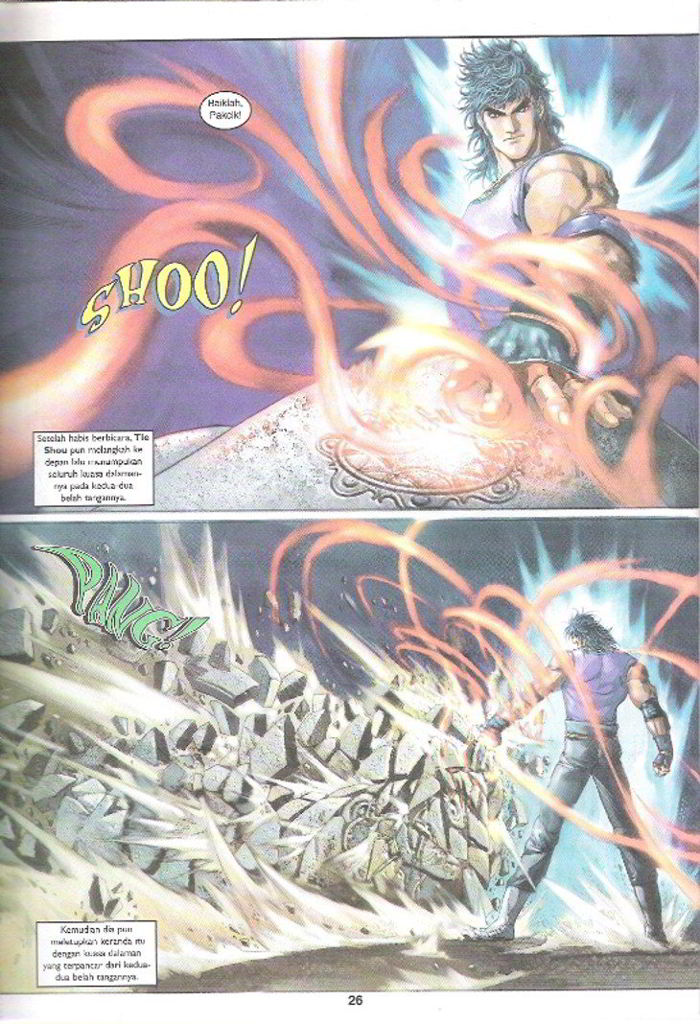 Baiklah,
Pakcik!
SHOO!
Setelah habis berbicara, Tie
Shou pun melangkah ke
depan lalu menumpukan
seluruh kuasa dalaman-
nya pada kedua-dua
belah tangannya.
PANG!
Kemudian dia pun
meletupkan keranda itu
dengan kuasa dalaman
yang terpancar dari kedua-
dua belah tangannya.
26